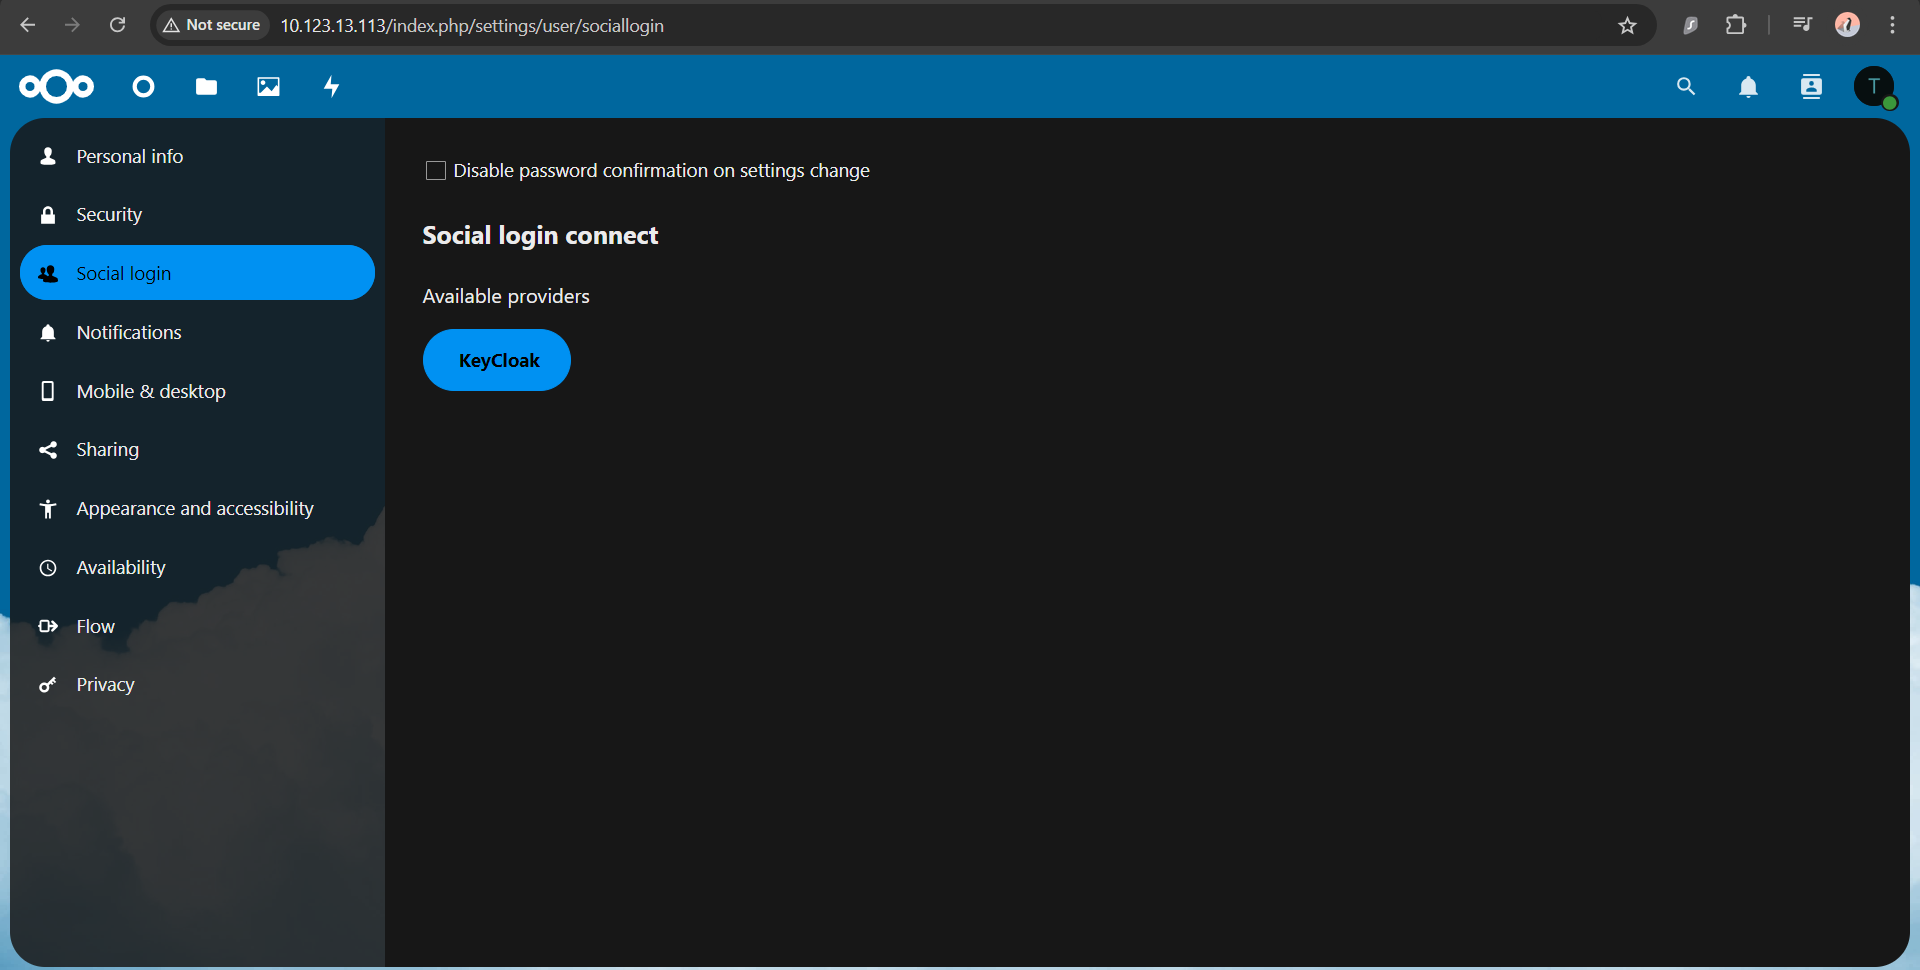 Not secure 10.123.13.113/index.php/settings/user/sociallogin
T
Personal info
Security
Social login
Notifications
Mobile & desktop
Sharing
Appearance and accessibility
Availability
Flow
Privacy
Disable password confirmation on settings change
Social login connect
Available providers
KeyCloak